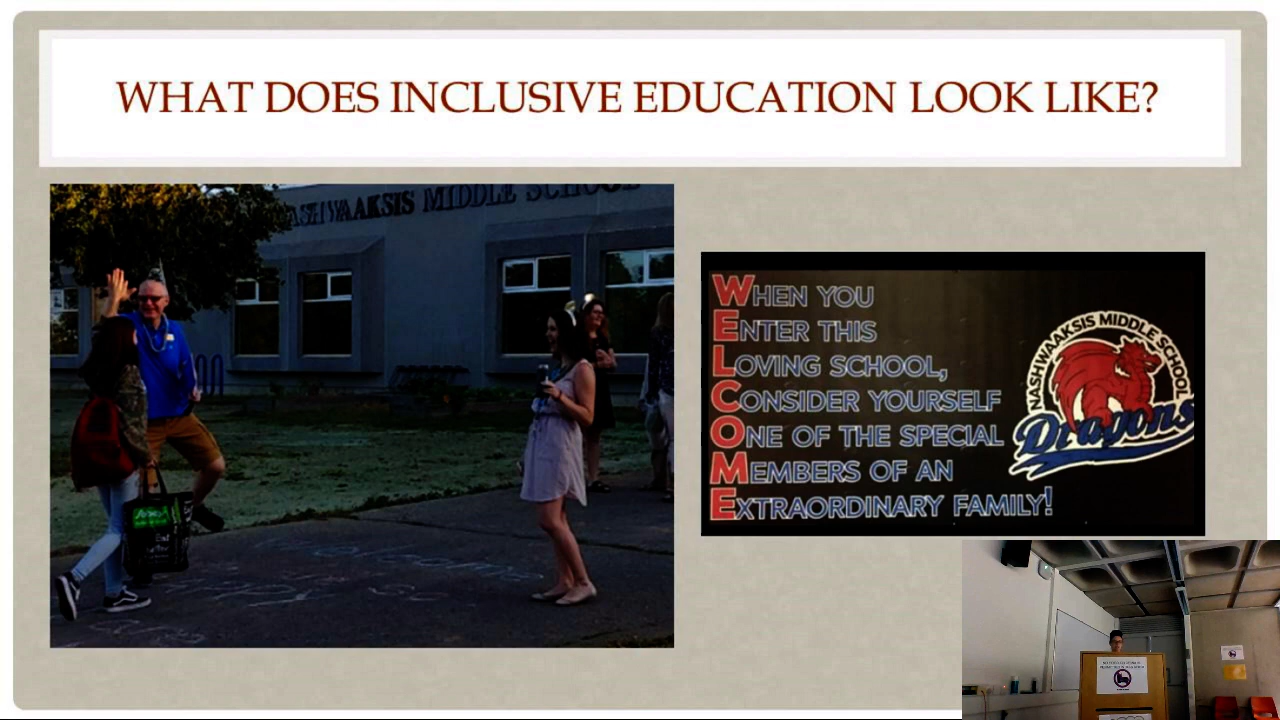 WHAT DOES INCLUSIVE EDUCATION LOOK LIKE?
NASHWAAKSIS MIDDLE SCHOOL
WHEN YOU
ENTER THIS
LOVING SCHOOL,
CONSIDER YOURSELF
ONE OF THE SPECIAL
MEMBERS OF AN
EXTRAORDINARY FAMILY!
NASHWAAKSIS MIDDLE SCHOOL
Dragons